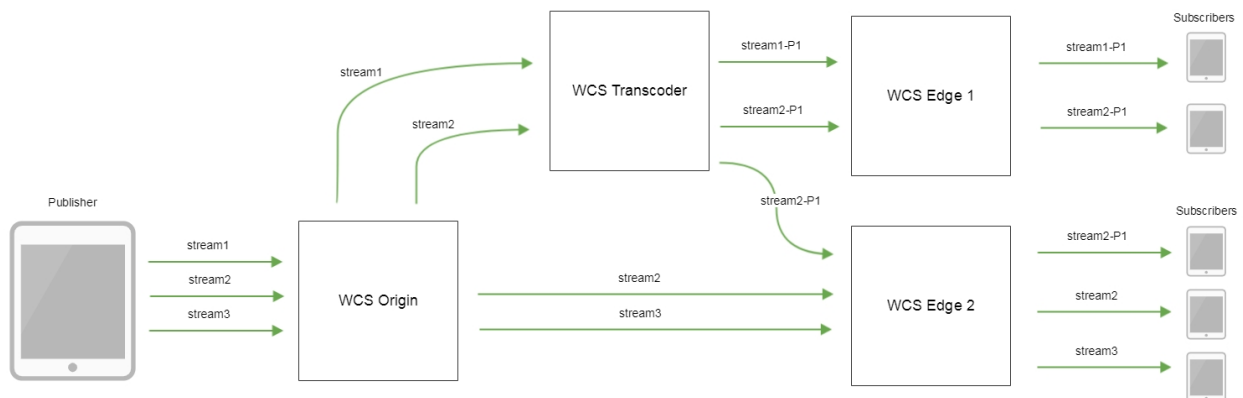 Subscribers
stream1-P1
stream1-P1
stream1
WCS Transcoder
WCS Edge 1
stream2
stream2-P1
stream2-P1
Publisher
stream2-P1
Subscribers
stream1
stream2-P1
stream2
stream2
WCS Origin
WCS Edge 2
stream2
stream3
stream3
stream3